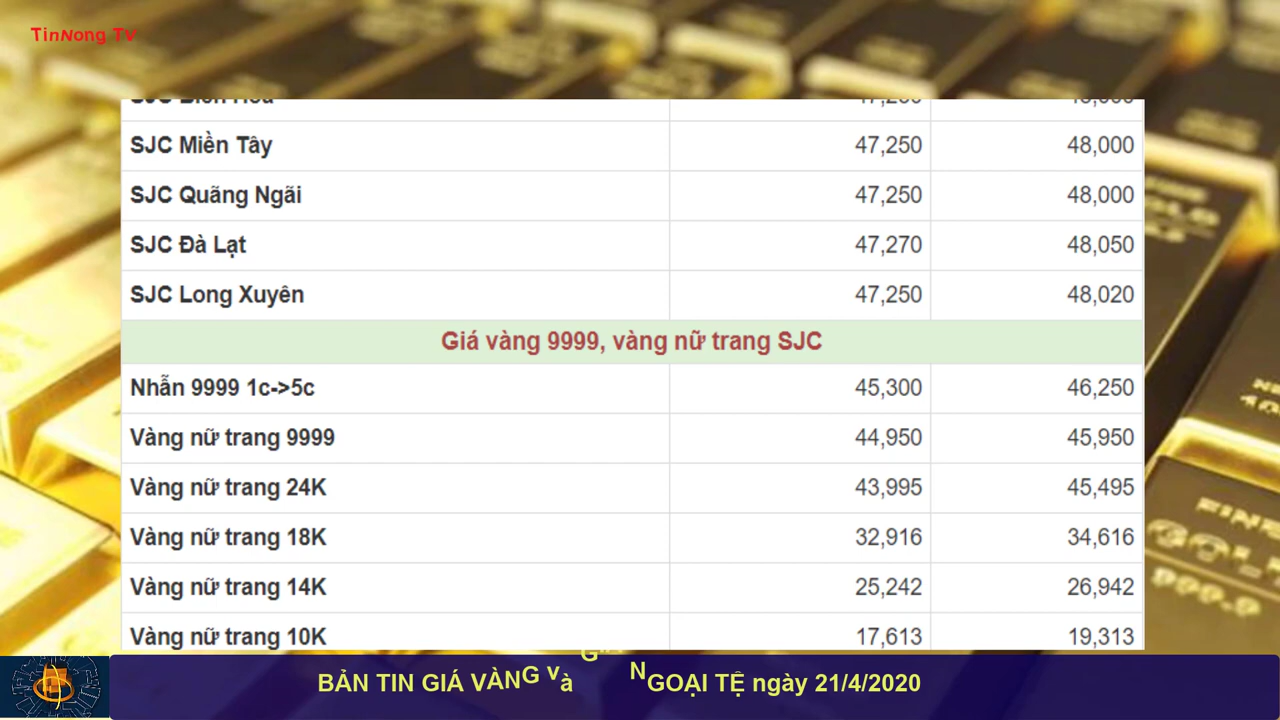 TinNong Tv
SJC Miền Tây 47,250 48,000
SJC Quãng Ngãi 47,250 48,000
SJC Đà Lạt 47,270 48,050
SJC Long Xuyên 47,250 48,020
Giá vàng 9999, vàng nữ trang SJC
Nhẫn 9999 1c->5c 45,300 46,250
Vàng nữ trang 9999 44,950 45,950
Vàng nữ trang 24K 43,995 45,495
Vàng nữ trang 18K 32,916 34,616
Vàng nữ trang 14K 25,242 26,942
Vàng nữ trang 10K 17,613 19,313
FINE
GOLD
999.9
BẢN TIN GIÁ VÀNG và NGOẠI TỆ ngày 21/4/2020